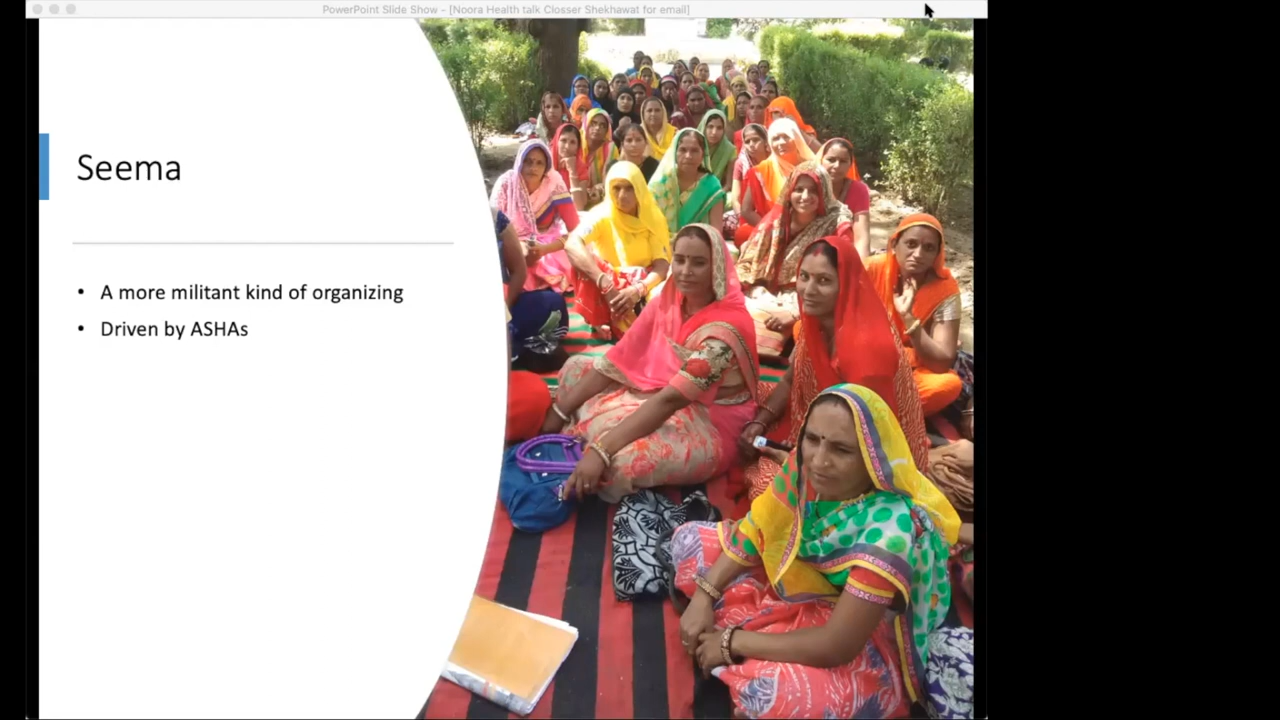 PowerPoint Slide Show - [Noora Health talk Closser Shekhawat for email]
Seema
• A more militant kind of organizing
• Driven by ASHAs